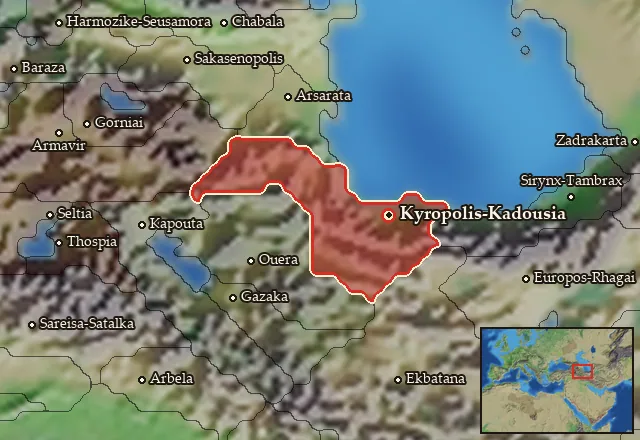 Harmozike-Seusamora
Chabala
Sakasenopolis
Baraza
Arsarata
Gorniai
Armavir
Zadrakarta
Sirynx-Tambrax
Seltia
Kyropolis-Kadousia
Kapouta
Thospia
Ouera
Europos-Rhagai
Gazaka
Sareisa-Satalka
Arbela
Ekbatana